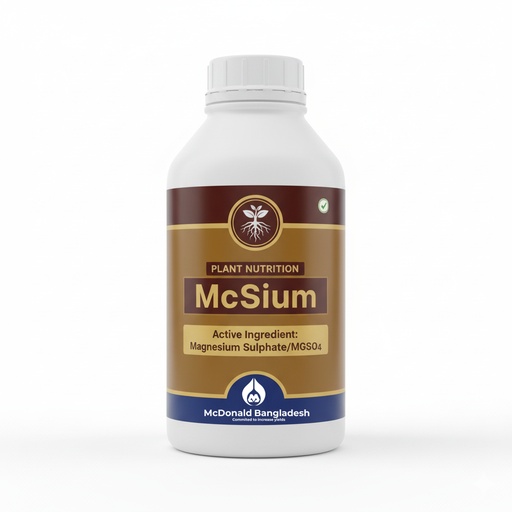 PLANT NUTRITION
McSium
Active Ingredient:
Magnesium Sulphate/MGSO4
McDonald Bangladesh
Committed to increase yields